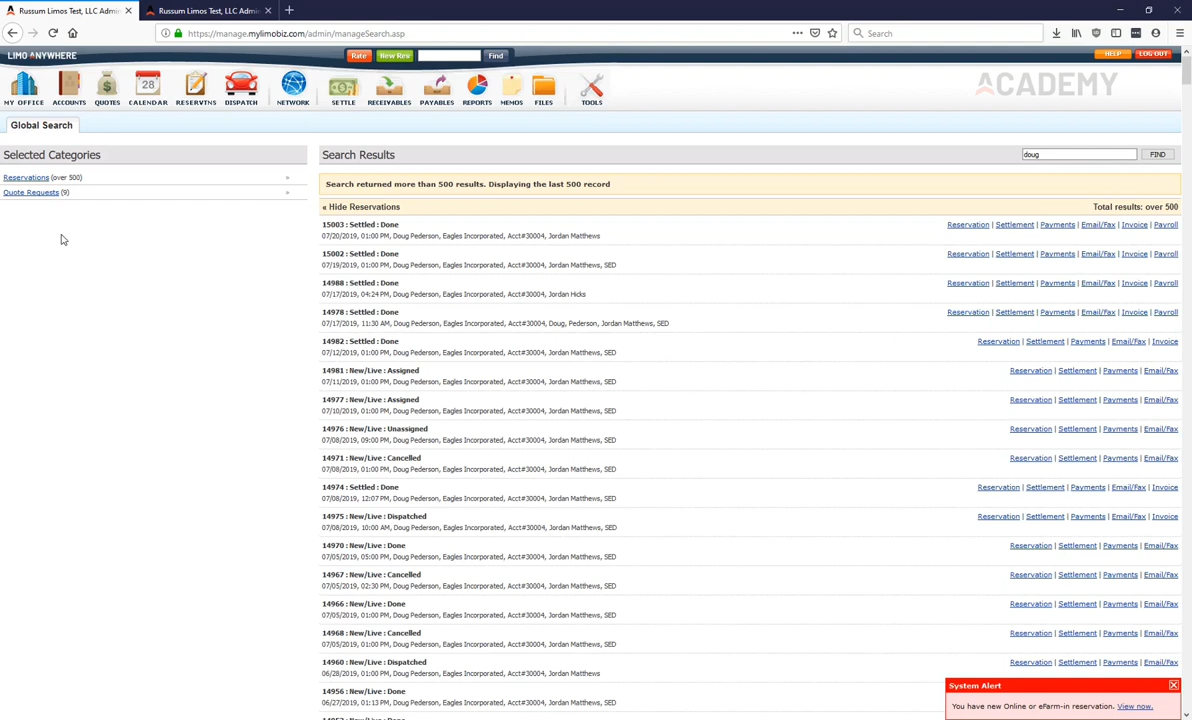 Russum Limos Test, LLC Admin
Russum Limos Test, LLC Admin
https://manage.mylimobiz.com/admin/manageSearch.asp
Search
LIMO ANYWHERE
Rate
New Res
Find
HELP
LOG OUT
MY OFFICE
ACCOUNTS
QUOTES
28
CALENDAR
RESERVTNS
DISPATCH
NETWORK
SETTLE
RECEIVABLES
PAYABLES
REPORTS
MEMOS
FILES
TOOLS
ACADEMY
Global Search
Selected Categories
Reservations (over 500) »
Quote Requests (9) »
Search Results
doug
FIND
Search returned more than 500 results. Displaying the last 500 record
« Hide Reservations Total results: over 500
15003 : Settled : Done Reservation | Settlement | Payments | Email/Fax | Invoice | Payroll
07/20/2019, 01:00 PM, Doug Pederson, Eagles Incorporated, Acct#30004, Jordan Matthews
15002 : Settled : Done Reservation | Settlement | Payments | Email/Fax | Invoice | Payroll
07/19/2019, 01:00 PM, Doug Pederson, Eagles Incorporated, Acct#30004, Jordan Matthews, SED
14988 : Settled : Done Reservation | Settlement | Payments | Email/Fax | Invoice | Payroll
07/17/2019, 04:24 PM, Doug Pederson, Eagles Incorporated, Acct#30004, Jordan Hicks
14978 : Settled : Done Reservation | Settlement | Payments | Email/Fax | Invoice | Payroll
07/17/2019, 11:30 AM, Doug Pederson, Eagles Incorporated, Acct#30004, Doug, Pederson, Jordan Matthews, SED
14982 : Settled : Done Reservation | Settlement | Payments | Email/Fax | Invoice
07/12/2019, 01:00 PM, Doug Pederson, Eagles Incorporated, Acct#30004, Jordan Matthews, SED
14981 : New/Live : Assigned Reservation | Settlement | Payments | Email/Fax
07/11/2019, 01:00 PM, Doug Pederson, Eagles Incorporated, Acct#30004, Jordan Matthews, SED
14977 : New/Live : Assigned Reservation | Settlement | Payments | Email/Fax
07/10/2019, 01:00 PM, Doug Pederson, Eagles Incorporated, Acct#30004, Jordan Matthews, SED
14976 : New/Live : Unassigned Reservation | Settlement | Payments | Email/Fax
07/08/2019, 09:00 PM, Doug Pederson, Eagles Incorporated, Acct#30004, Jordan Matthews, SED
14971 : New/Live : Cancelled Reservation | Settlement | Payments | Email/Fax
07/08/2019, 01:00 PM, Doug Pederson, Eagles Incorporated, Acct#30004, Jordan Matthews, SED
14974 : Settled : Done Reservation | Settlement | Payments | Email/Fax | Invoice
07/08/2019, 12:07 PM, Doug Pederson, Eagles Incorporated, Acct#30004, Jordan Matthews, SED
14975 : New/Live : Dispatched Reservation | Settlement | Payments | Email/Fax | Invoice
07/08/2019, 10:00 AM, Doug Pederson, Eagles Incorporated, Acct#30004, Jordan Matthews, SED
14970 : New/Live : Done Reservation | Settlement | Payments | Email/Fax
07/05/2019, 05:00 PM, Doug Pederson, Eagles Incorporated, Acct#30004, Jordan Matthews, SED
14967 : New/Live : Cancelled Reservation | Settlement | Payments | Email/Fax
07/05/2019, 02:30 PM, Doug Pederson, Eagles Incorporated, Acct#30004, Jordan Matthews, SED
14966 : New/Live : Done Reservation | Settlement | Payments | Email/Fax
07/05/2019, 01:00 PM, Doug Pederson, Eagles Incorporated, Acct#30004, Jordan Matthews, SED
14968 : New/Live : Cancelled Reservation | Settlement | Payments | Email/Fax
07/05/2019, 01:00 PM, Doug Pederson, Eagles Incorporated, Acct#30004, Jordan Matthews, SED
14960 : New/Live : Dispatched Reservation | Settlement | Payments | Email/Fax
06/28/2019, 01:00 PM, Doug Pederson, Eagles Incorporated, Acct#30004, Jordan Matthews
14956 : New/Live : Done
06/27/2019, 01:13 PM, Doug Pederson, Eagles Incorporated, Acct#30004, Jordan Matthews, SED
System Alert
You have new Online or eFarm-in reservation. View now.